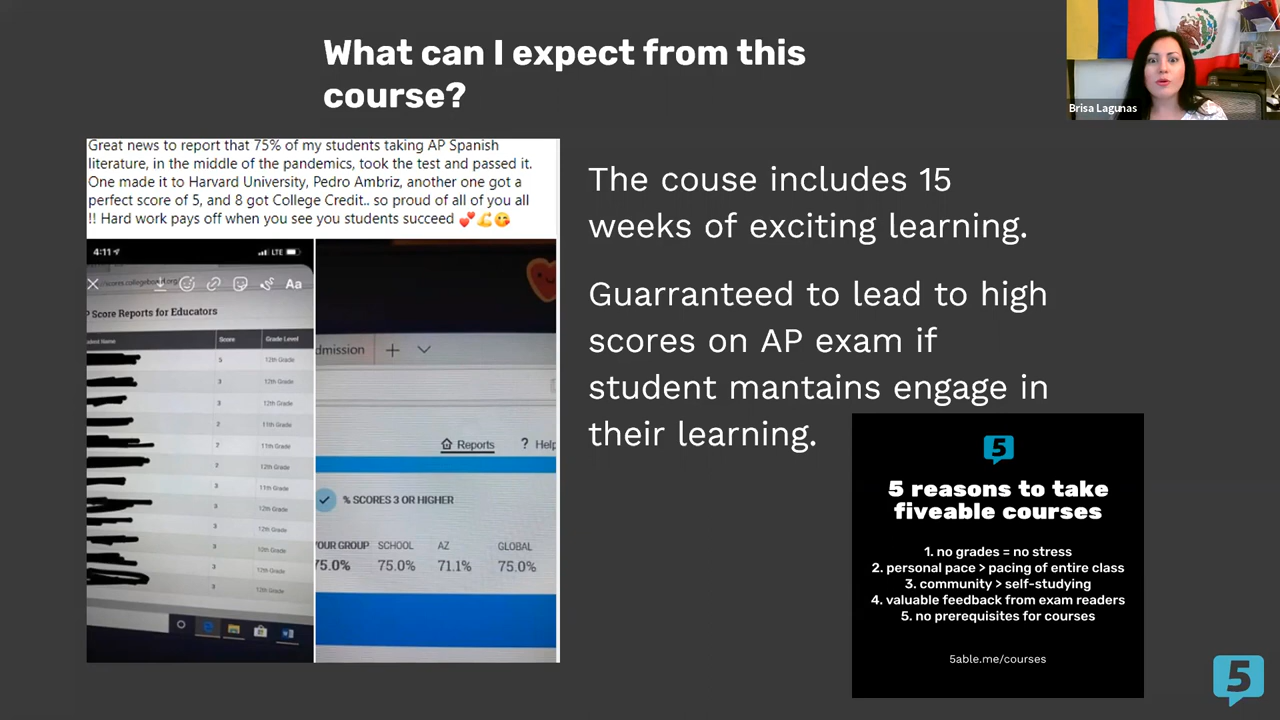 What can I expect from this
course?
Brisa Lagunas
Great news to report that 75% of my students taking AP Spanish
literature, in the middle of the pandemics, took the test and passed it.
One made it to Harvard University, Pedro Ambriz, another one got a
perfect score of 5, and 8 got College Credit.. so proud of all of you all
!! Hard work pays off when you see you students succeed 💕💪😋
4:11
LTE
Aa
Score Reports for Educators
Name
Score
Grade Level
5 12th Grade
3 12th Grade
3 12th Grade
2 11th Grade
2 11th Grade
2 12th Grade
3 11th Grade
3 12th Grade
3 12th Grade
3
3 12th Grade
3 12th Grade
dmission + 
Reports
? Help
% SCORES 3 OR HIGHER
YOUR GROUP SCHOOL AZ GLOBAL
75.0% 75.0% 71.1% 75.0%
The couse includes 15
weeks of exciting learning.
Guarranteed to lead to high
scores on AP exam if
student mantains engage in
their learning.
5
5 reasons to take
fiveable courses
1. no grades = no stress
2. personal pace > pacing of entire class
3. community > self-studying
4. valuable feedback from exam readers
5. no prerequisites for courses
5able.me/courses
5